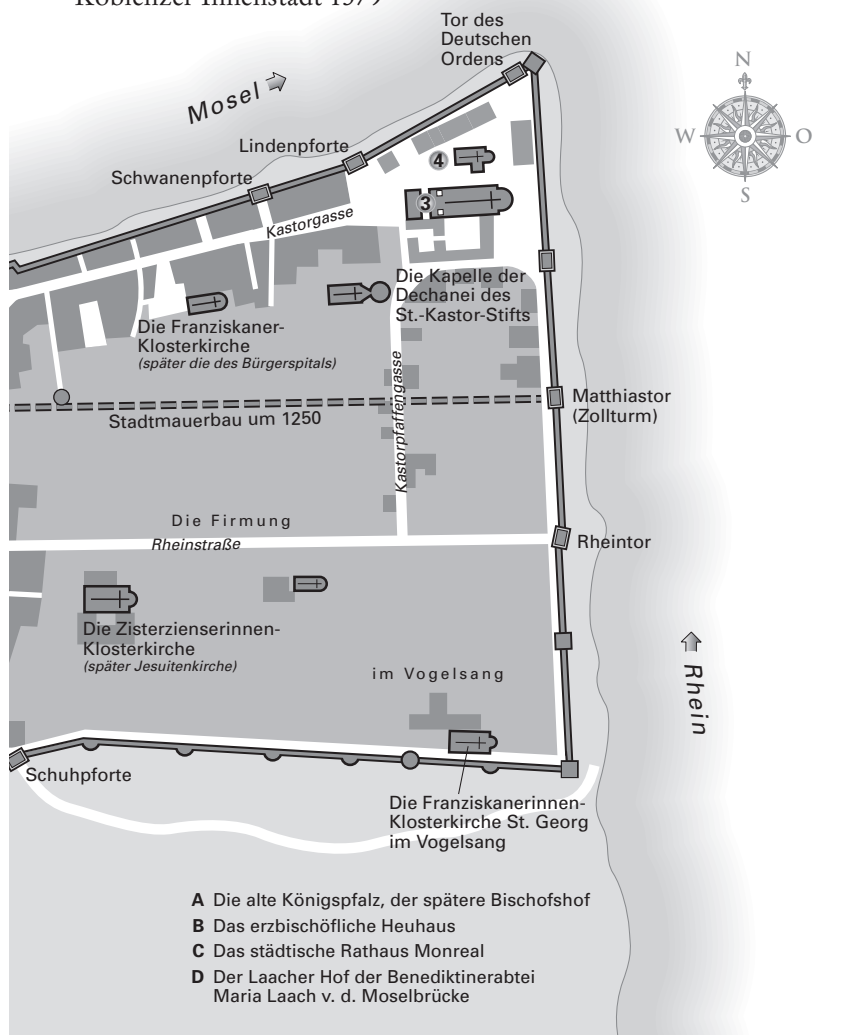 Koblenzer Innenstadt 1579
Tor des
Deutschen
Ordens
N
W
O
S
Mosel
Lindenpforte
Schwanenpforte
4
3
Kastorgasse
Die Kapelle der
Dechanei des
St.-Kastor-Stifts
Die Franziskaner-
Klosterkirche
(später die des Bürgerspitals)
Kastorpfaffengasse
Matthiastor
(Zollturm)
Stadtmauerbau um 1250
Die Firmung
Rheinstraße
Rheintor
Die Zisterzienserinnen-
Klosterkirche
(später Jesuitenkirche)
im Vogelsang
Rhein
Schuhpforte
Die Franziskanerinnen-
Klosterkirche St. Georg
im Vogelsang
A Die alte Königspfalz, der spätere Bischofshof
B Das erzbischöfliche Heuhaus
C Das städtische Rathaus Monreal
D Der Laacher Hof der Benediktinerabtei
Maria Laach v. d. Moselbrücke